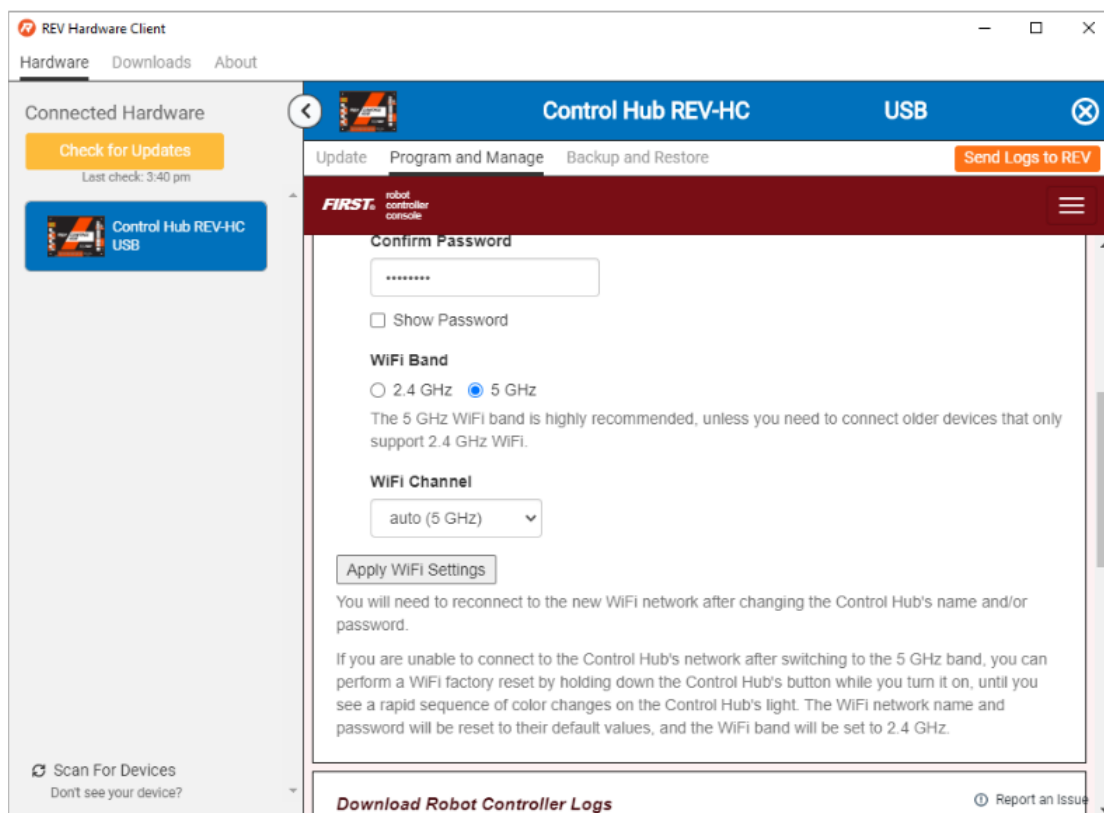 REV Hardware Client
Hardware Downloads About
Connected Hardware
Check for Updates
Last check: 3:40 pm
Control Hub REV-HC
USB
Scan For Devices
Don't see your device?
Control Hub REV-HC USB
Update Program and Manage Backup and Restore
Send Logs to REV
FIRST® robot
controller
console
Confirm Password
••••••••
Show Password
WiFi Band
2.4 GHz 5 GHz
The 5 GHz WiFi band is highly recommended, unless you need to connect older devices that only
support 2.4 GHz WiFi.
WiFi Channel
auto (5 GHz)
Apply WiFi Settings
You will need to reconnect to the new WiFi network after changing the Control Hub's name and/or
password.
If you are unable to connect to the Control Hub's network after switching to the 5 GHz band, you can
perform a WiFi factory reset by holding down the Control Hub's button while you turn it on, until you
see a rapid sequence of color changes on the Control Hub's light. The WiFi network name and
password will be reset to their default values, and the WiFi band will be set to 2.4 GHz.
Download Robot Controller Logs
Report an Issue